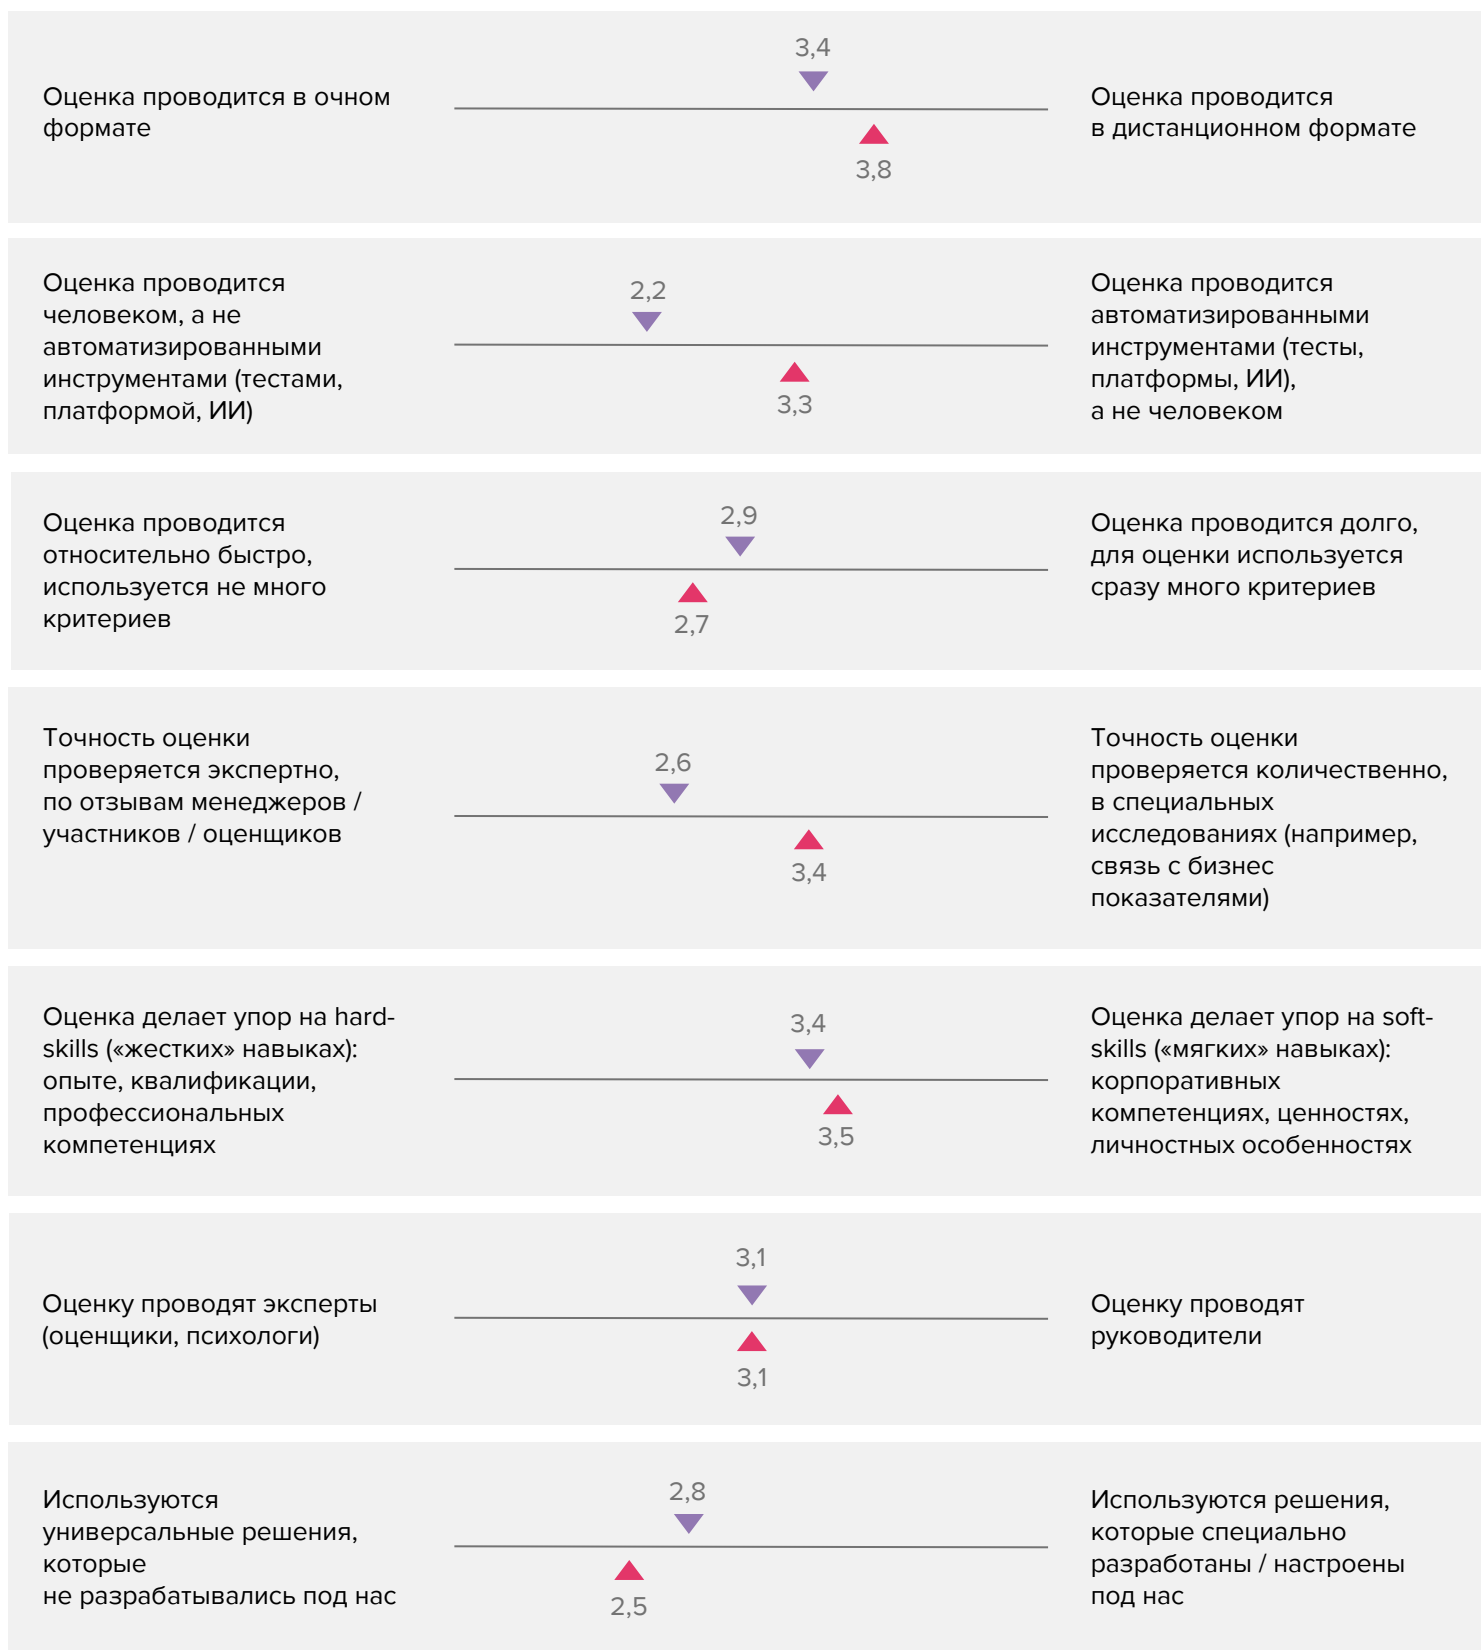 Оценка проводится в очном
формате
3,4
3,8
Оценка проводится
в дистанционном формате
Оценка проводится
человеком, а не
автоматизированными
инструментами (тестами,
платформой, ИИ)
2,2
3,3
Оценка проводится
автоматизированными
инструментами (тесты,
платформы, ИИ),
а не человеком
Оценка проводится
относительно быстро,
используется не много
критериев
2,9
2,7
Оценка проводится долго,
для оценки используется
сразу много критериев
Точность оценки
проверяется экспертно,
по отзывам менеджеров /
участников / оценщиков
2,6
3,4
Точность оценки
проверяется количественно,
в специальных
исследованиях (например,
связь с бизнес
показателями)
Оценка делает упор на hard-
skills («жестких» навыках):
опыте, квалификации,
профессиональных
компетенциях
3,4
3,5
Оценка делает упор на soft-
skills («мягких» навыках):
корпоративных
компетенциях, ценностях,
личностных особенностях
Оценку проводят эксперты
(оценщики, психологи)
3,1
3,1
Оценку проводят
руководители
Используются
универсальные решения,
которые
не разрабатывались под нас
2,8
2,5
Используются решения,
которые специально
разработаны / настроены
под нас